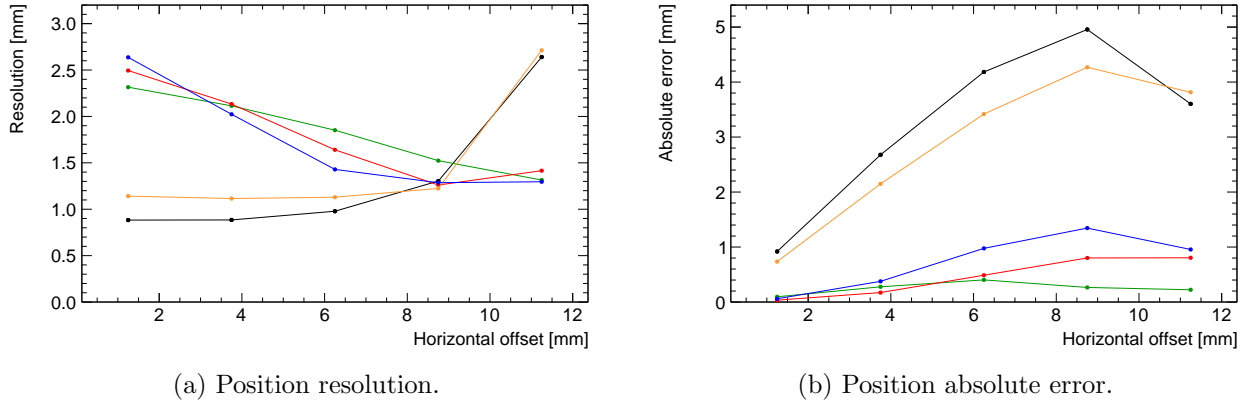 Resolution [mm]
3.0
2.5
2.0
1.5
1.0
0.5
0.0
2 4 6 8 10 12
Horizontal offset [mm]
(a) Position resolution.
Absolute error [mm]
5
4
3
2
1
0
2 4 6 8 10 12
Horizontal offset [mm]
(b) Position absolute error.